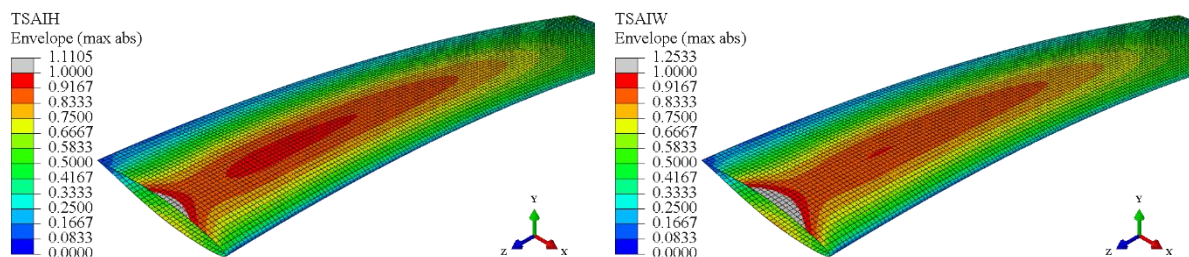 TSAIH
Envelope (max abs)
1.1105
1.0000
0.9167
0.8333
0.7500
0.6667
0.5833
0.5000
0.4167
0.3333
0.2500
0.1667
0.0833
0.0000
Y
Z
X
TSAIW
Envelope (max abs)
1.2533
1.0000
0.9167
0.8333
0.7500
0.6667
0.5833
0.5000
0.4167
0.3333
0.2500
0.1667
0.0833
0.0000
Y
Z
X